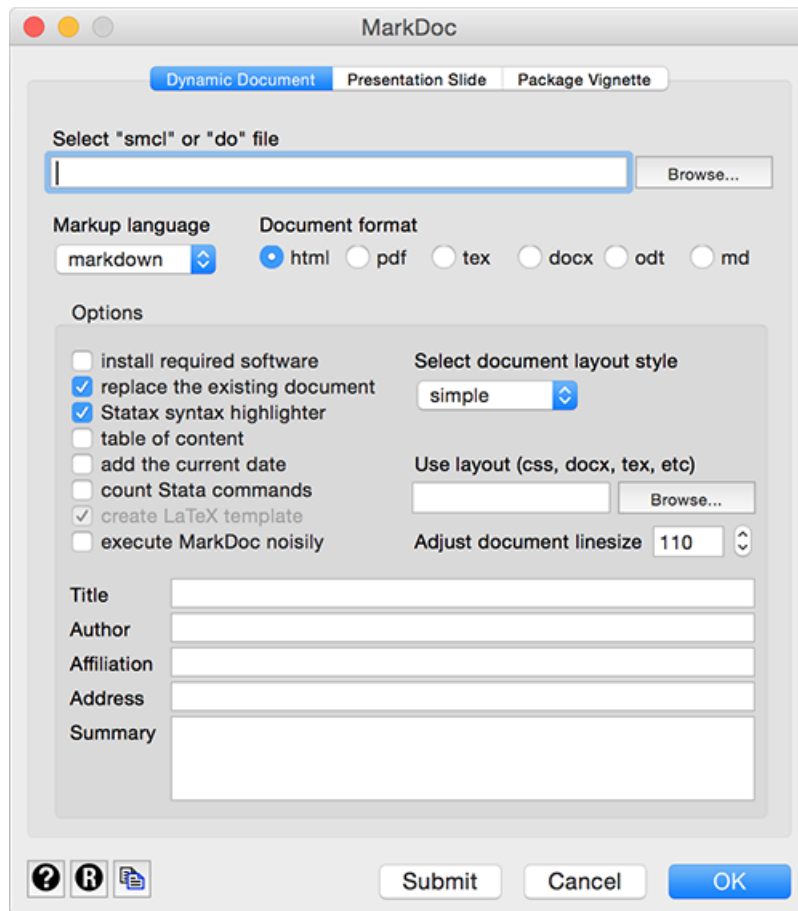 MarkDoc
Dynamic Document Presentation Slide Package Vignette
Select "smcl" or "do" file
Browse...
Markup language Document format
markdown html pdf tex docx odt md
Options
install required software
replace the existing document
Statax syntax highlighter
table of content
add the current date
count Stata commands
create LaTeX template
execute MarkDoc noisily
Select document layout style
simple
Use layout (css, docx, tex, etc)
Browse...
Adjust document linesize 110
Title
Author
Affiliation
Address
Summary
? R Submit Cancel OK